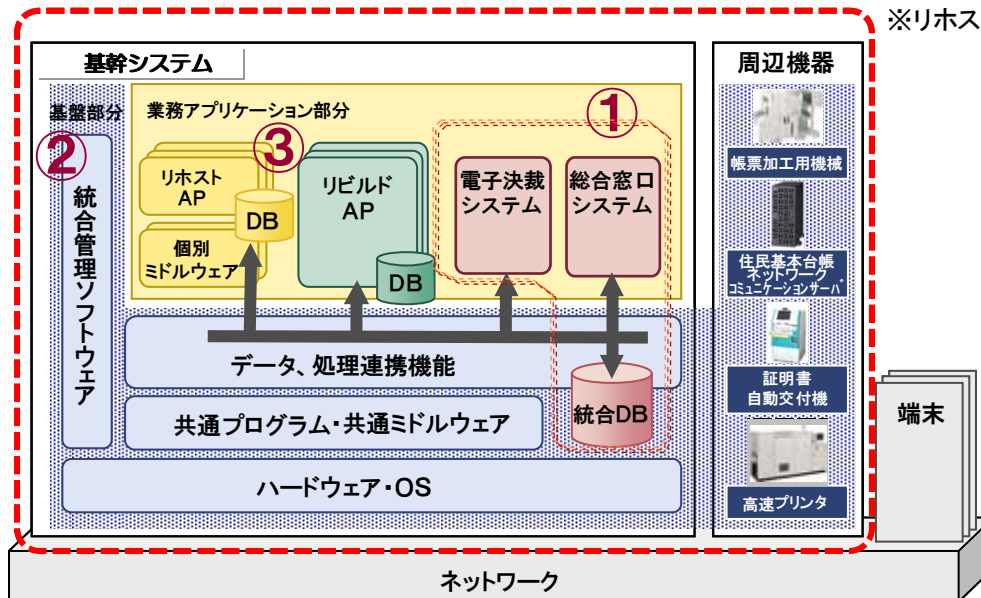 ※リホス
基幹システム
周辺機器
基盤部分
業務アプリケーション部分
①
②
③
統合管理ソフトウェア
リホスト
AP
DB
個別
ミドルウェア
リビルド
AP
DB
電子決裁
システム
総合窓口
システム
データ、処理連携機能
統合DB
共通プログラム・共通ミドルウェア
ハードウェア・OS
帳票加工用機械
住民基本台帳
ネットワーク
コミュニケーションサーバ
証明書
自動交付機
高速プリンタ
端末
ネットワーク